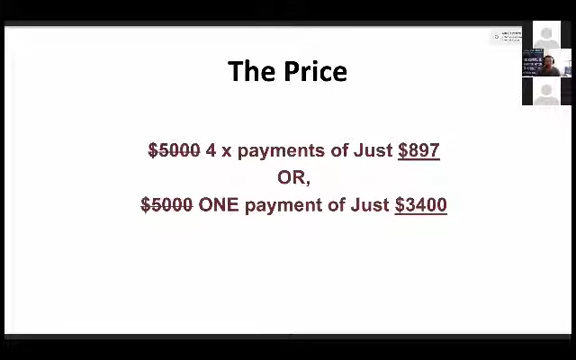 The Price
$5000 4 x payments of Just $897
OR,
$5000 ONE payment of Just $3400